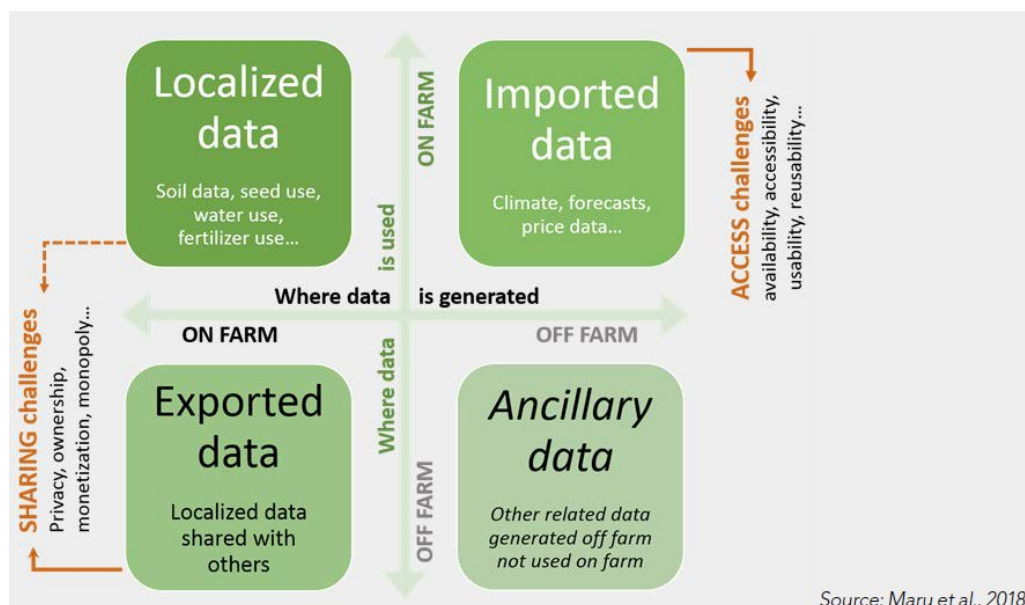 Localized
data
Soil data, seed use,
water use,
fertilizer use...
ON FARM
is used
Imported
data
Climate, forecasts,
price data...
ACCESS challenges
availability, accessibility,
usability, reusability...
Where data is generated
ON FARM
OFF FARM
SHARING challenges
Privacy, ownership,
monetization, monopoly...
Exported
data
Localized data
shared with
others
Where data
OFF FARM
Ancillary
data
Other related data
generated off farm
not used on farm
Source: Maru et al., 2018